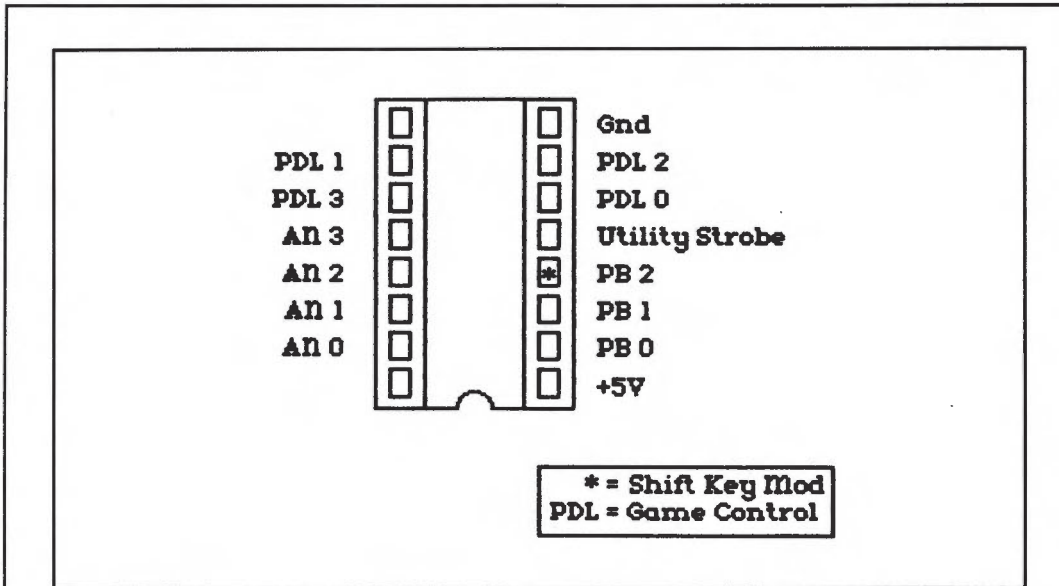 Gnd
PDL 1 PDL 2
PDL 3 PDL 0
An 3 Utility Strobe
An 2 * PB 2
An 1 PB 1
An 0 PB 0
+5V
* = Shift Key Mod
PDL = Game Control